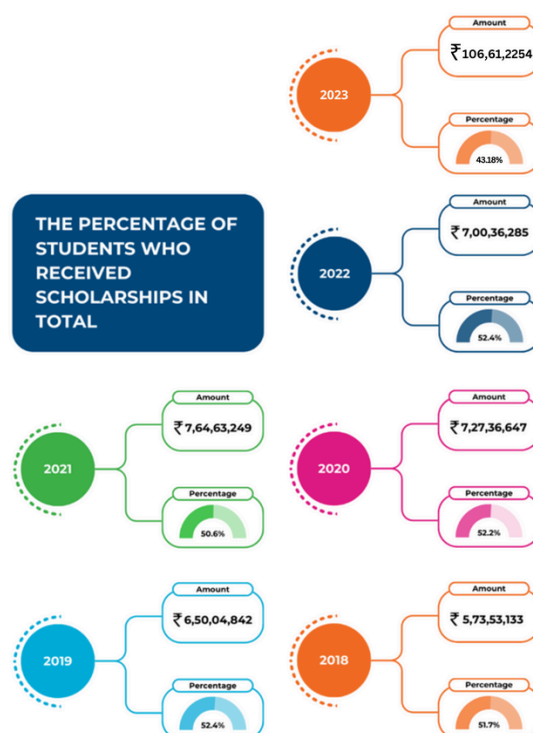 Amount
₹106,61,2254
2023
Percentage
43.18%
THE PERCENTAGE OF
STUDENTS WHO
RECEIVED
SCHOLARSHIPS IN
TOTAL
Amount
₹7,00,36,285
2022
Percentage
52.4%
Amount
₹7,64,63,249
2021
Percentage
50.6%
Amount
₹7,27,36,647
2020
Percentage
52.2%
Amount
₹6,50,04,842
2019
Percentage
52.4%
Amount
₹5,73,53,133
2018
Percentage
51.7%